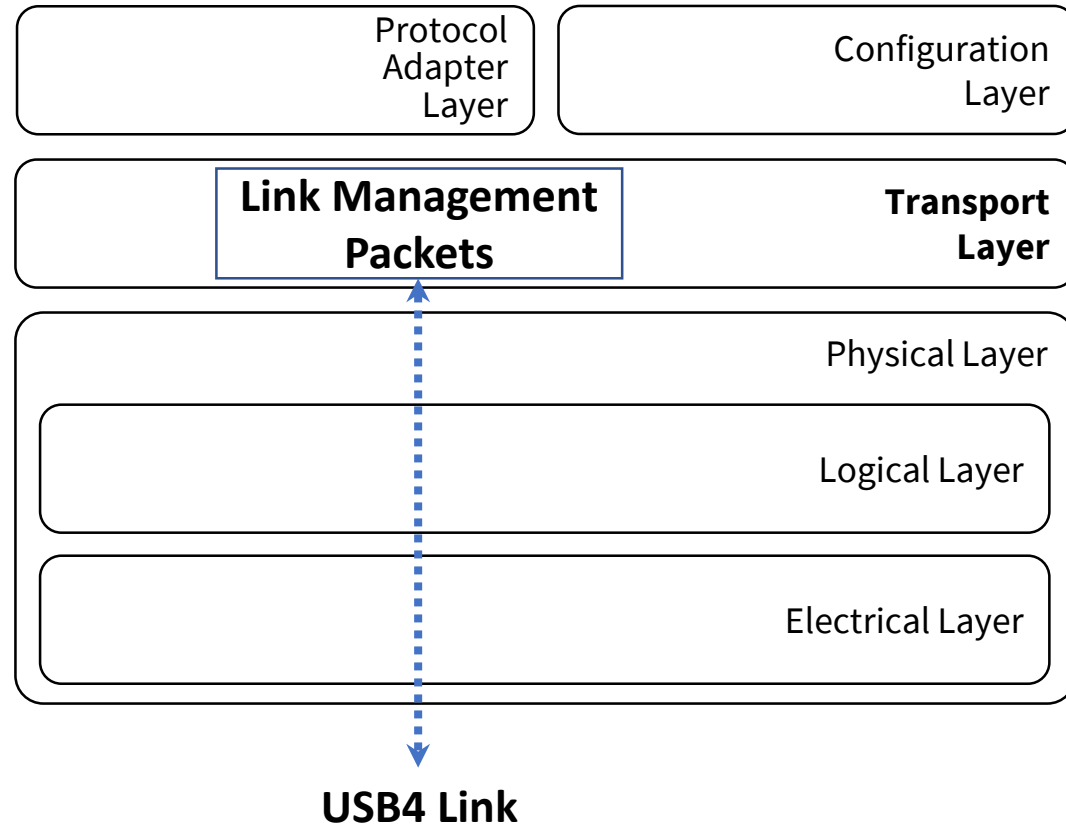 Protocol
Adapter
Layer
Configuration
Layer
Link Management
Packets
Transport
Layer
Physical Layer
Logical Layer
Electrical Layer
USB4 Link